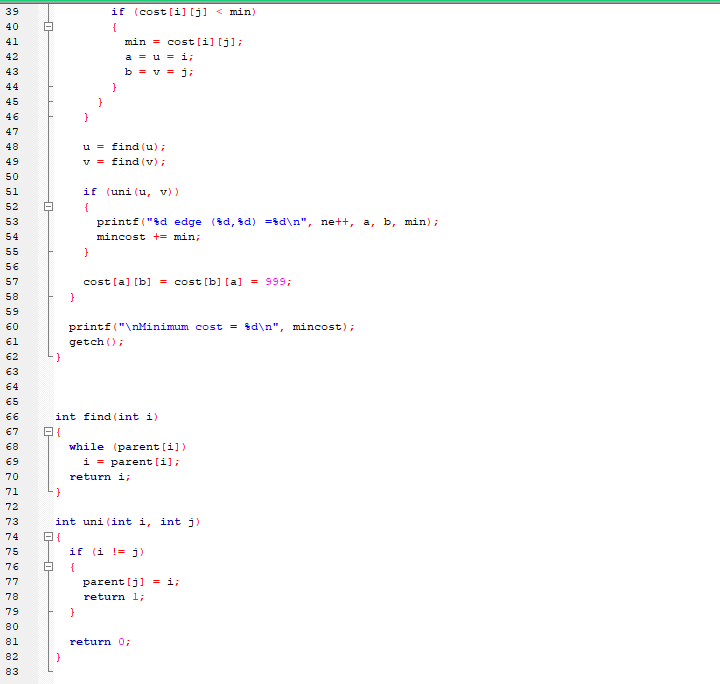 39 if (cost[i][j] < min)
40 {
41 min = cost[i][j];
42 a = u = i;
43 b = v = j;
44 }
45 }
46 }
47
48 u = find(u);
49 v = find(v);
50
51 if (uni(u, v))
52 {
53 printf("%d edge (%d,%d) =%d\n", ne++, a, b, min);
54 mincost += min;
55 }
56
57 cost[a][b] = cost[b][a] = 999;
58 }
59
60 printf("\nMinimum cost = %d\n", mincost);
61 getch();
62 }
63
64
65
66 int find(int i)
67 {
68 while (parent[i])
69 i = parent[i];
70 return i;
71 }
72
73 int uni(int i, int j)
74 {
75 if (i != j)
76 {
77 parent[j] = i;
78 return 1;
79 }
80
81 return 0;
82 }
83